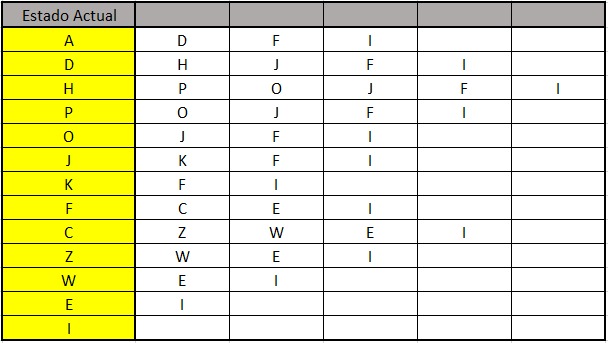 Estado Actual
A D F I
D H J F I
H P O J F I
P O J F I
O J F I
J K F I
K F I
F C E I
C Z W E I
Z W E I
W E I
E I
I